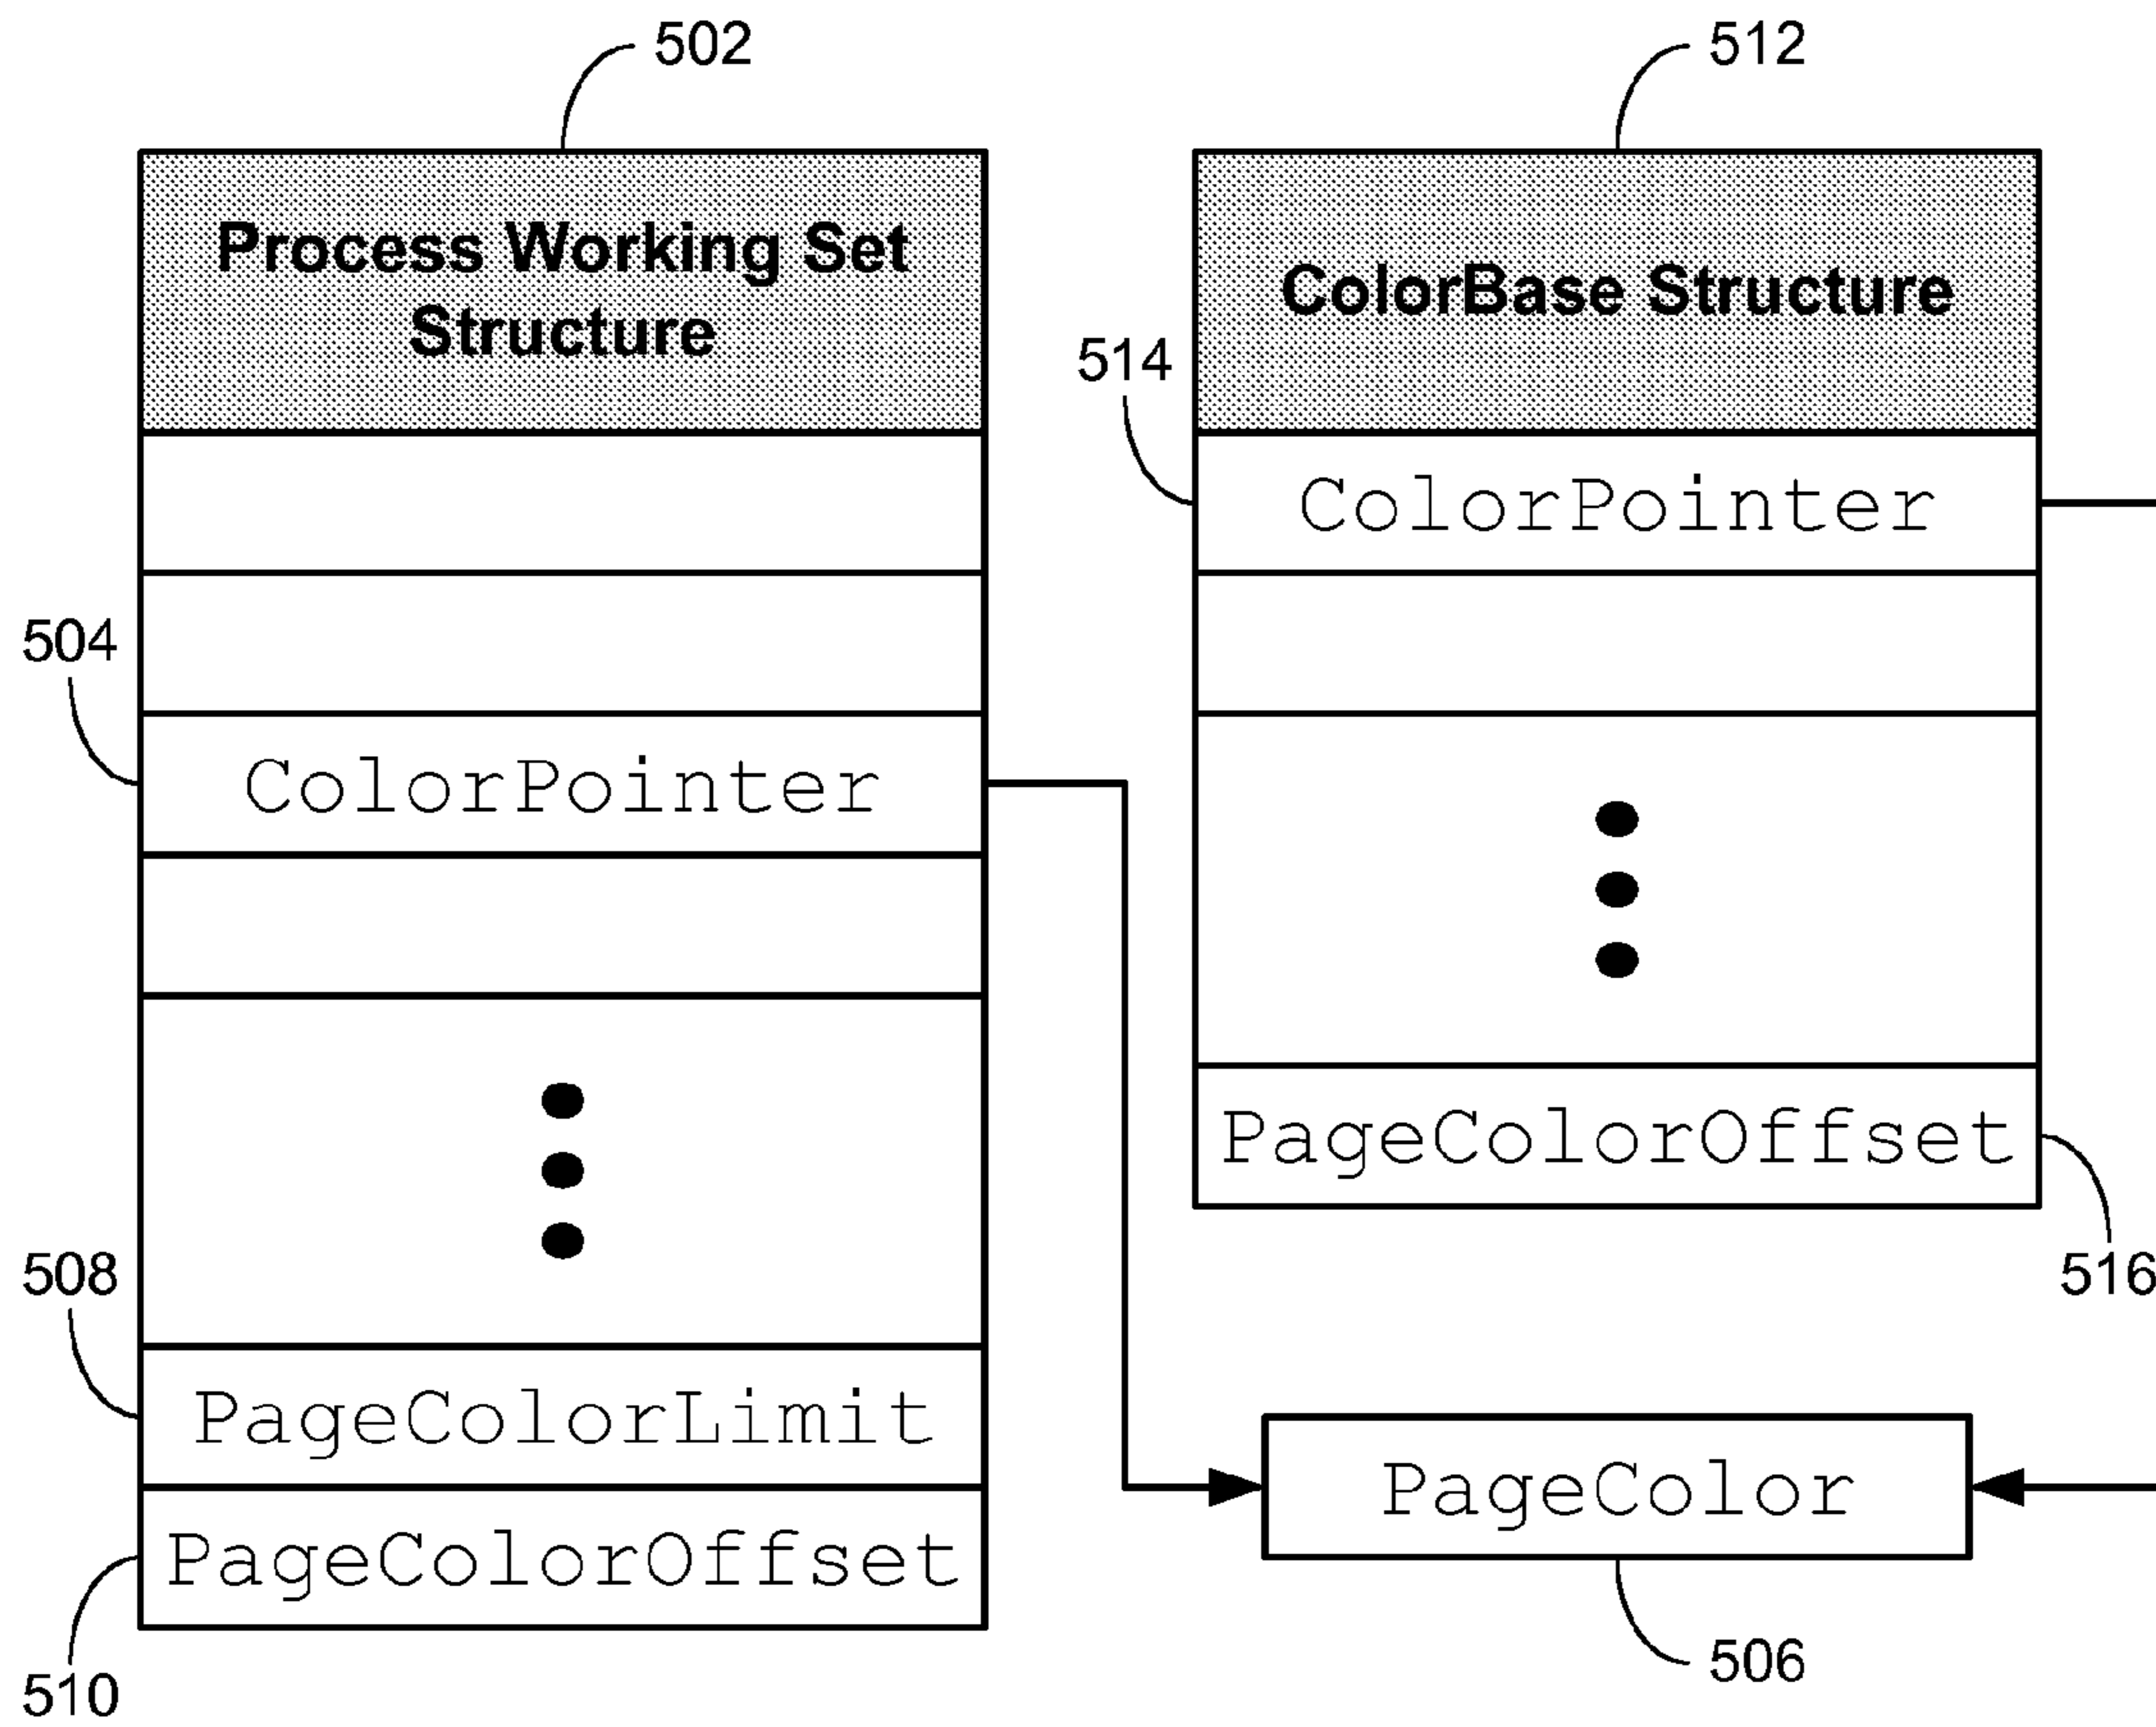 502
512
Process Working Set
Structure
ColorBase Structure
514
ColorPointer
504
ColorPointer
PageColorOffset
508
516
PageColorLimit
PageColor
PageColorOffset
506
510